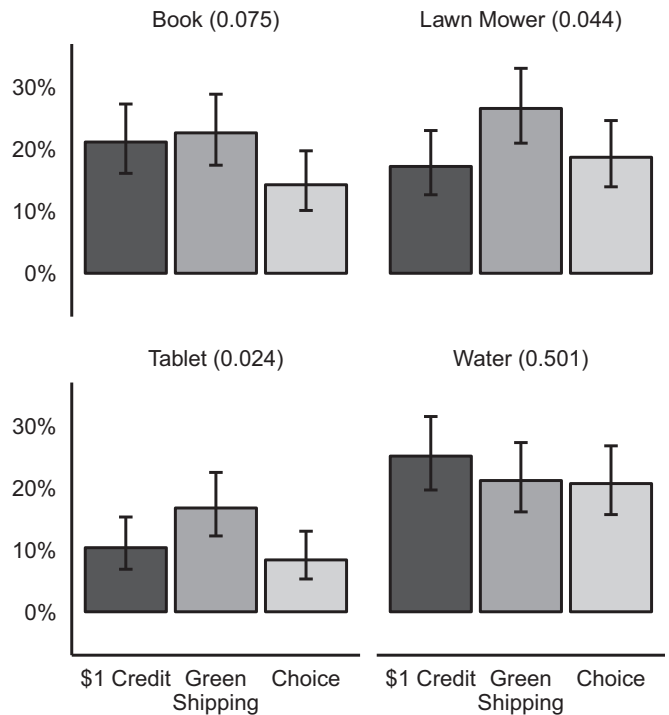 Book (0.075)
Lawn Mower (0.044)
30%
20%
10%
0%
Tablet (0.024)
Water (0.501)
30%
20%
10%
0%
$1 Credit
Green
Shipping
Choice
$1 Credit
Green
Shipping
Choice